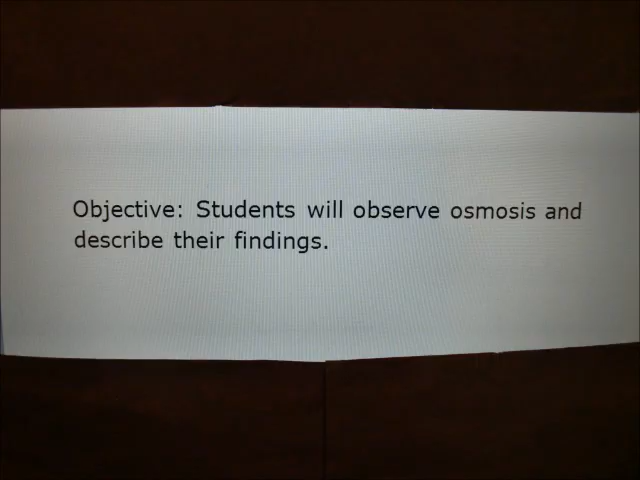 Objective: Students will observe osmosis and
describe their findings.